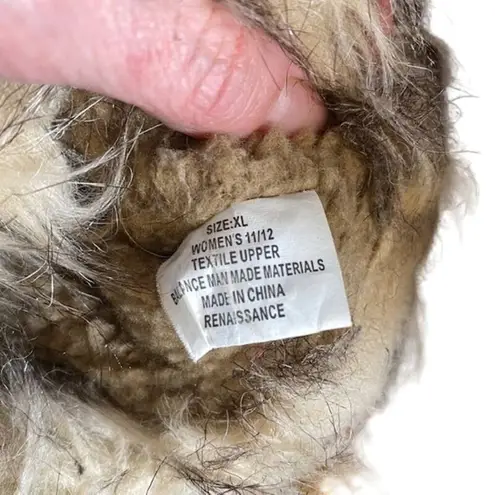 SIZE:XL
WOMEN'S 11/12
TEXTILE UPPER
BALANCE MAN MADE MATERIALS
MADE IN CHINA
RENAISSANCE